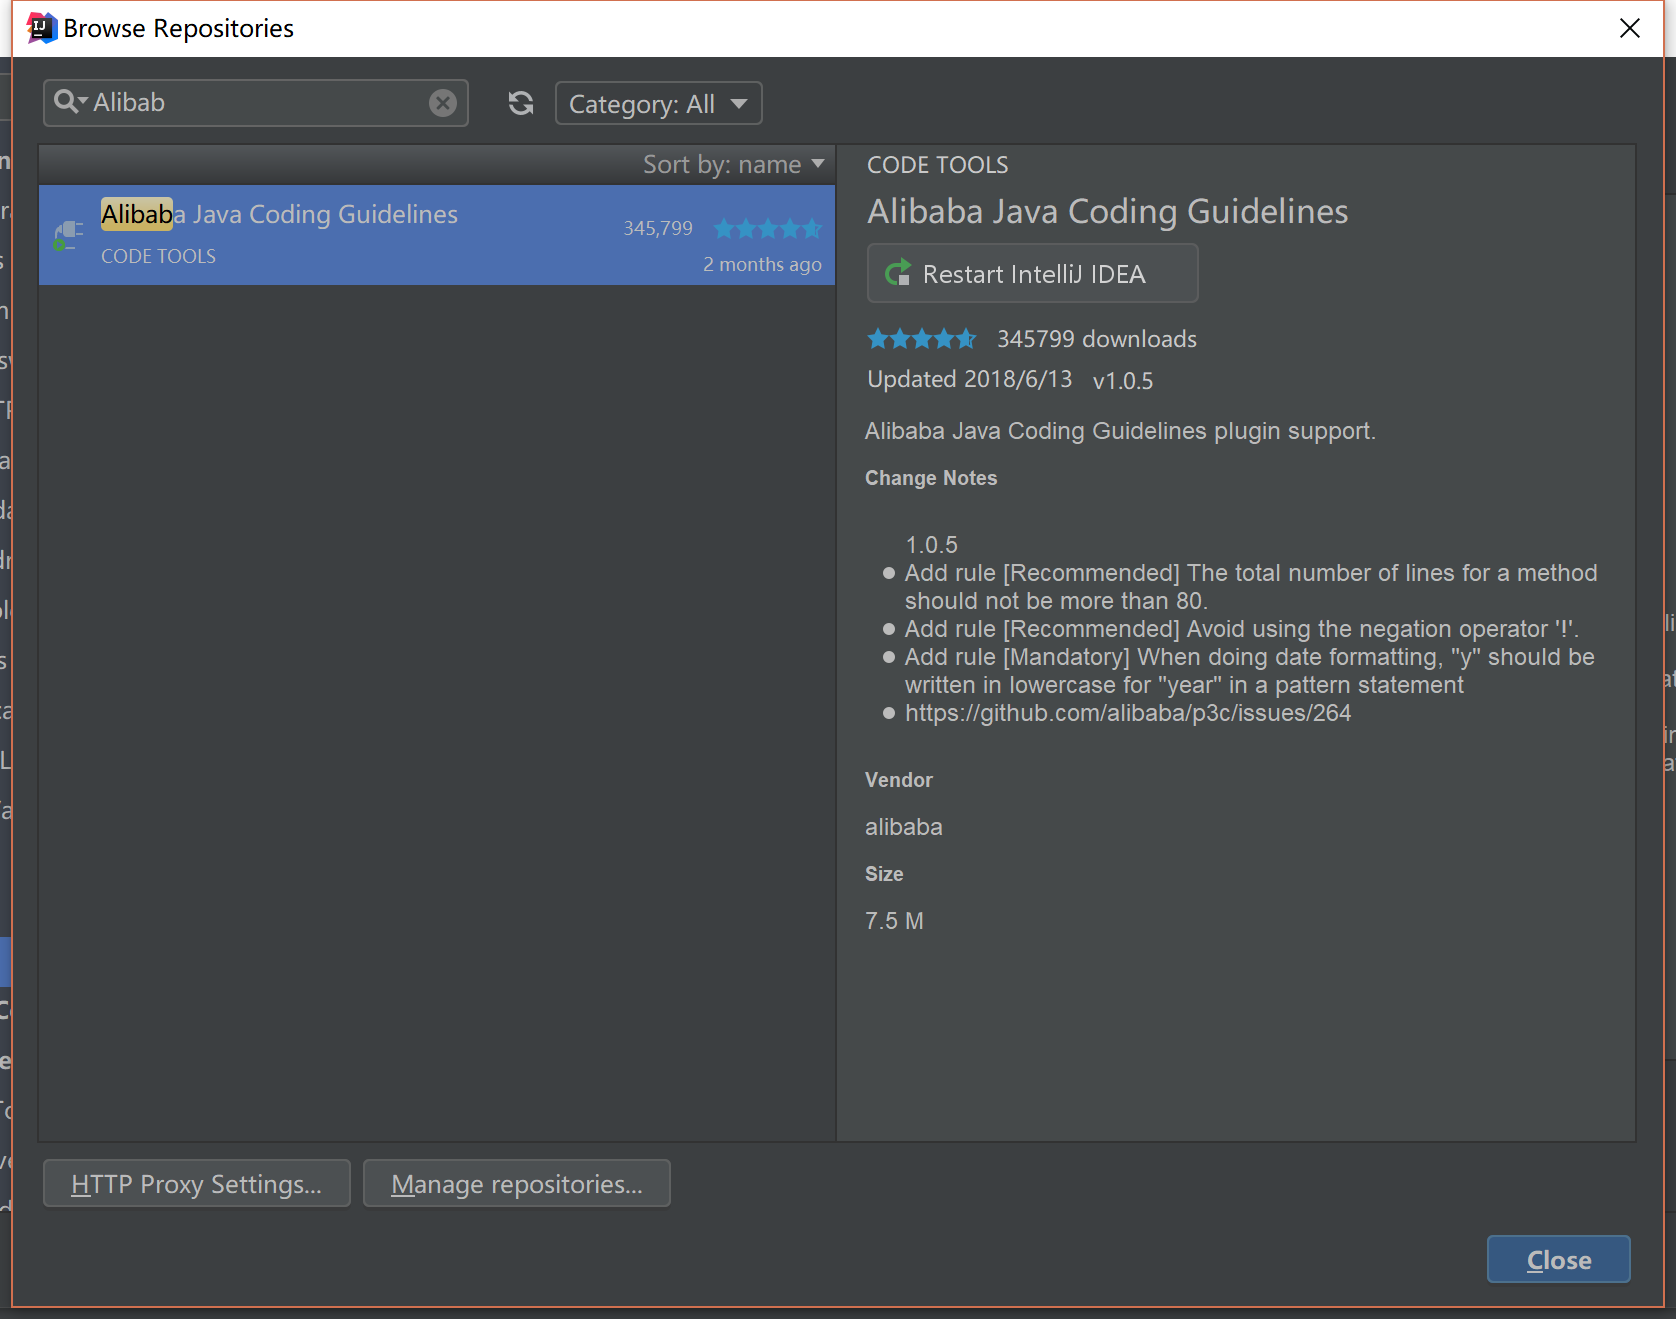 Browse Repositories
Alibab
Category: All
Sort by: name
Alibaba Java Coding Guidelines
345,799
CODE TOOLS
2 months ago
CODE TOOLS
Alibaba Java Coding Guidelines
Restart IntelliJ IDEA
345799 downloads
Updated 2018/6/13 v1.0.5
Alibaba Java Coding Guidelines plugin support.
Change Notes
1.0.5
Add rule [Recommended] The total number of lines for a method
should not be more than 80.
Add rule [Recommended] Avoid using the negation operator '!'.
Add rule [Mandatory] When doing date formatting, "y" should be
written in lowercase for "year" in a pattern statement
https://github.com/alibaba/p3c/issues/264
Vendor
alibaba
Size
7.5 M
HTTP Proxy Settings...
Manage repositories...
Close